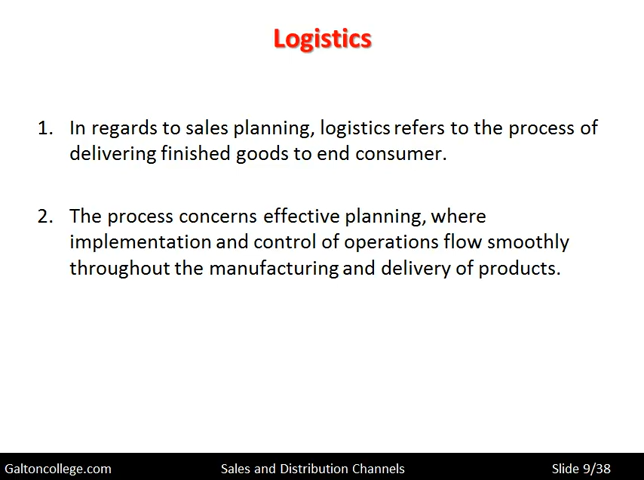 Logistics
1. In regards to sales planning, logistics refers to the process of
delivering finished goods to end consumer.
2. The process concerns effective planning, where
implementation and control of operations flow smoothly
throughout the manufacturing and delivery of products.
Galtoncollege.com Sales and Distribution Channels Slide 9/38